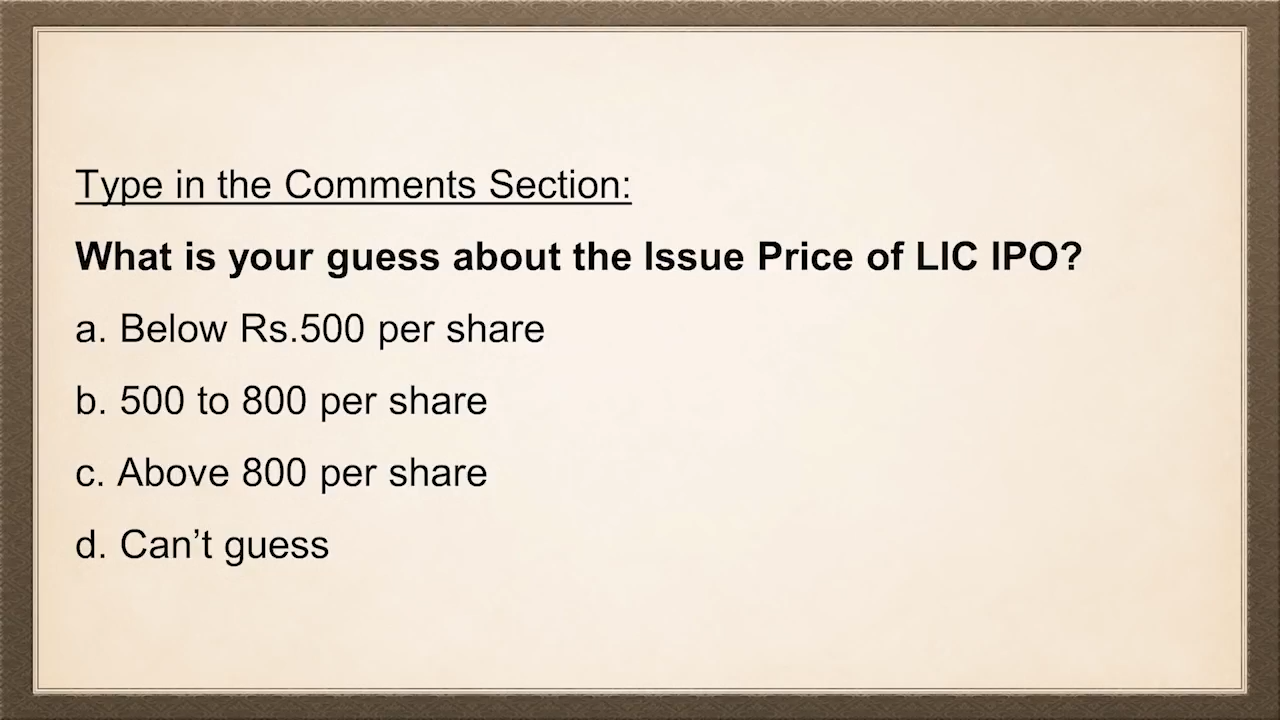 Type in the Comments Section:
What is your guess about the Issue Price of LIC IPO?
a. Below Rs.500 per share
b. 500 to 800 per share
c. Above 800 per share
d. Can’t guess